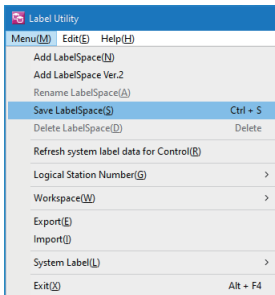 Label Utility
Menu(M) Edit(E) Help(H)
Add LabelSpace(N)
Add LabelSpace Ver.2
Rename LabelSpace(A)
Save LabelSpace(S) Ctrl + S
Delete LabelSpace(D) Delete
Refresh system label data for Control(R)
Logical Station Number(G) >
Workspace(W) >
Export(E)
Import(I)
System Label(L) >
Exit(X) Alt + F4